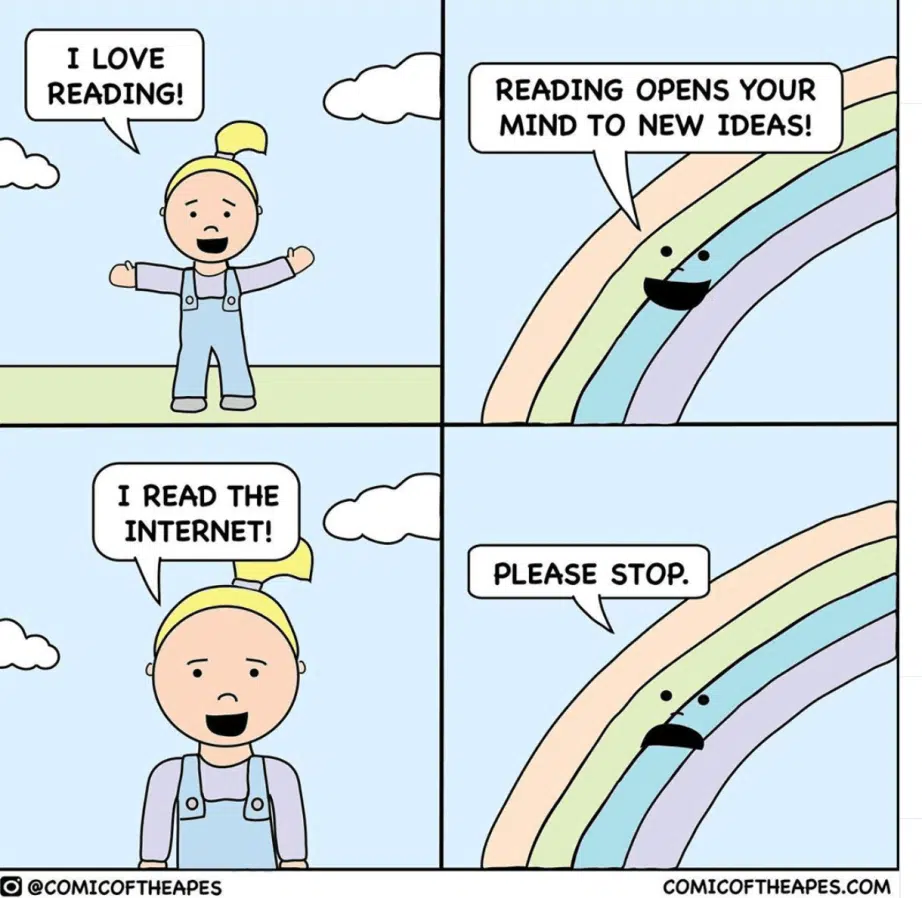 I LOVE
READING!
READING OPENS YOUR
MIND TO NEW IDEAS!
I READ THE
INTERNET!
PLEASE STOP.
@COMICOFTHEAPES
COMICOFTHEAPES.COM